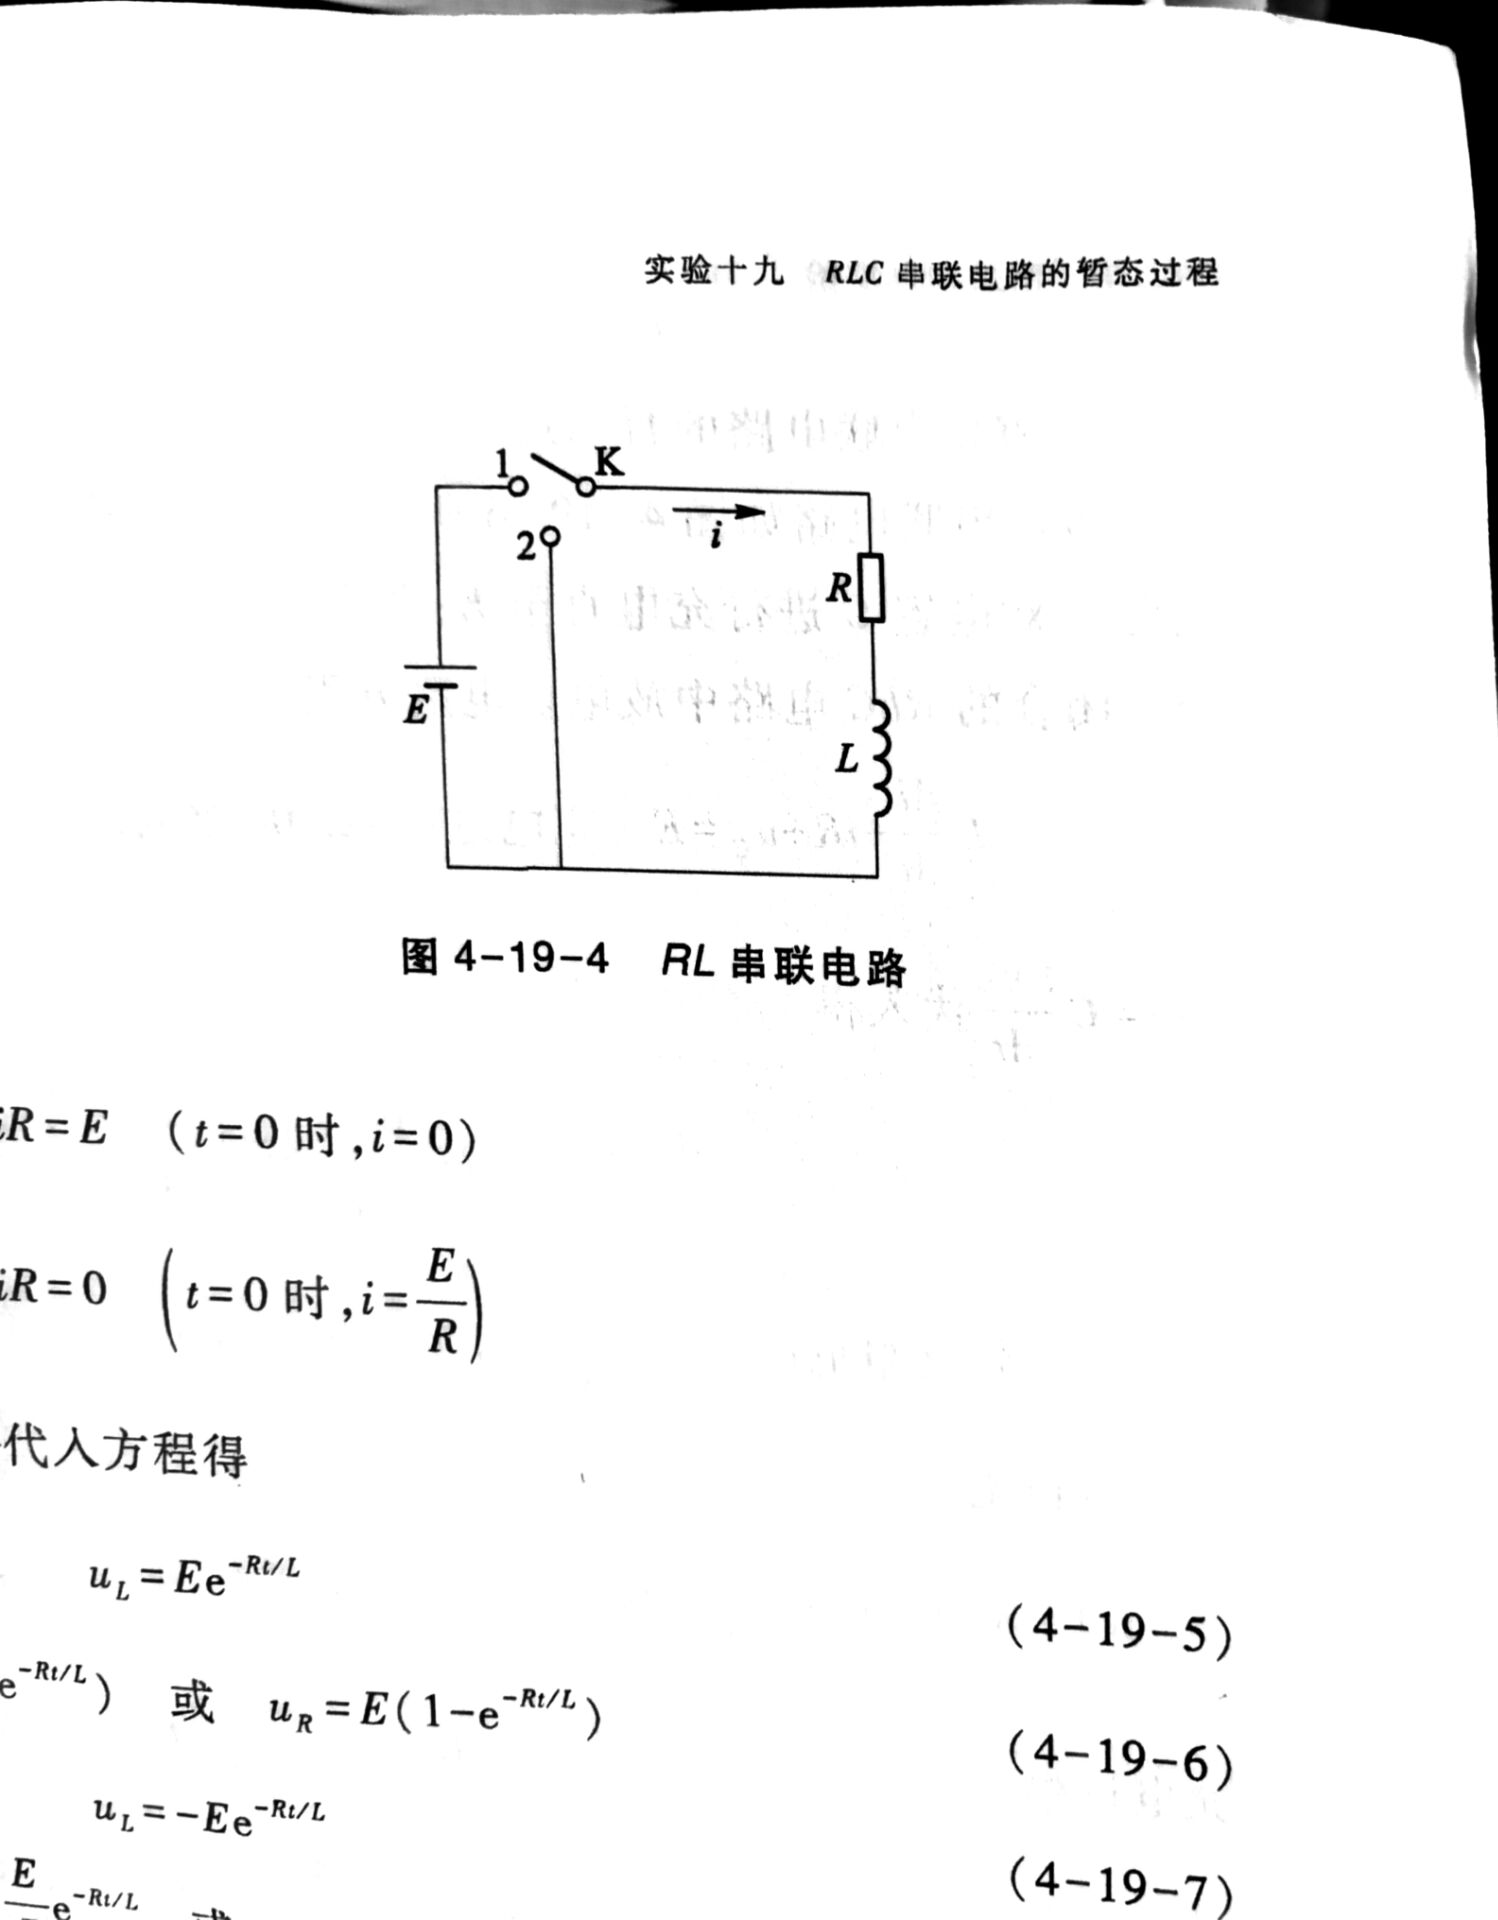 实验十九 RLC 串联电路的暂态过程
1
K
2
i
R
E
L
图 4-19-4 RL 串联电路
iR=E (t=0 时,i=0)
iR=0 (t=0 时,i=E/R)
代入方程得
u_L=Ee^{-Rt/L}
(4-19-5)
e^{-Rt/L}) 或 u_R=E(1-e^{-Rt/L})
(4-19-6)
u_L=-Ee^{-Rt/L}
(4-19-7)
E
e^{-Rt/L}